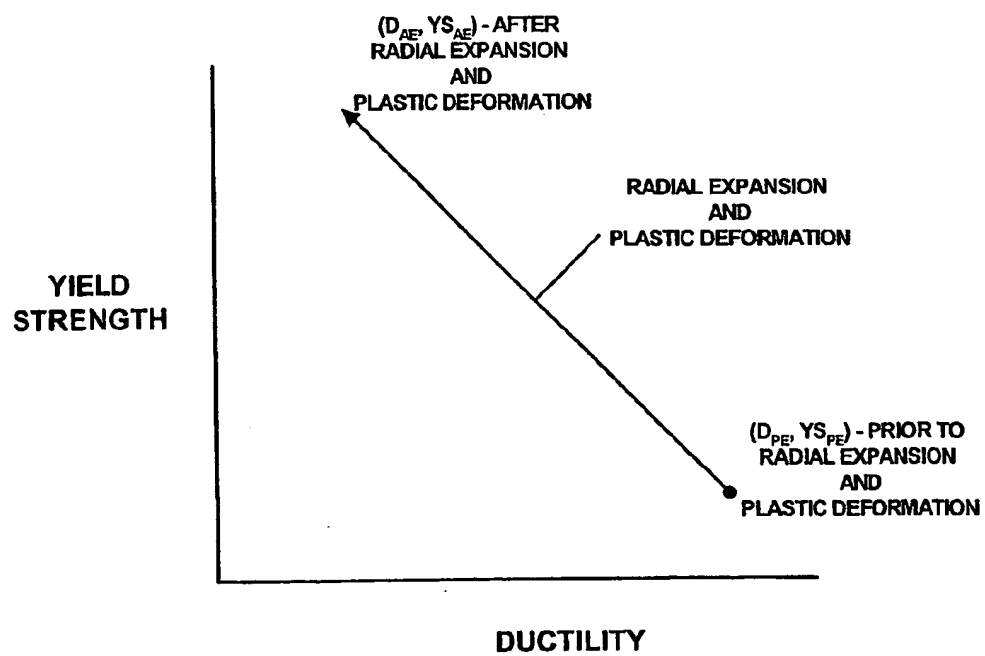 (D_AE, YS_AE) - AFTER
RADIAL EXPANSION
AND
PLASTIC DEFORMATION
RADIAL EXPANSION
AND
PLASTIC DEFORMATION
YIELD
STRENGTH
(D_PE, YS_PE) - PRIOR TO
RADIAL EXPANSION
AND
PLASTIC DEFORMATION
DUCTILITY